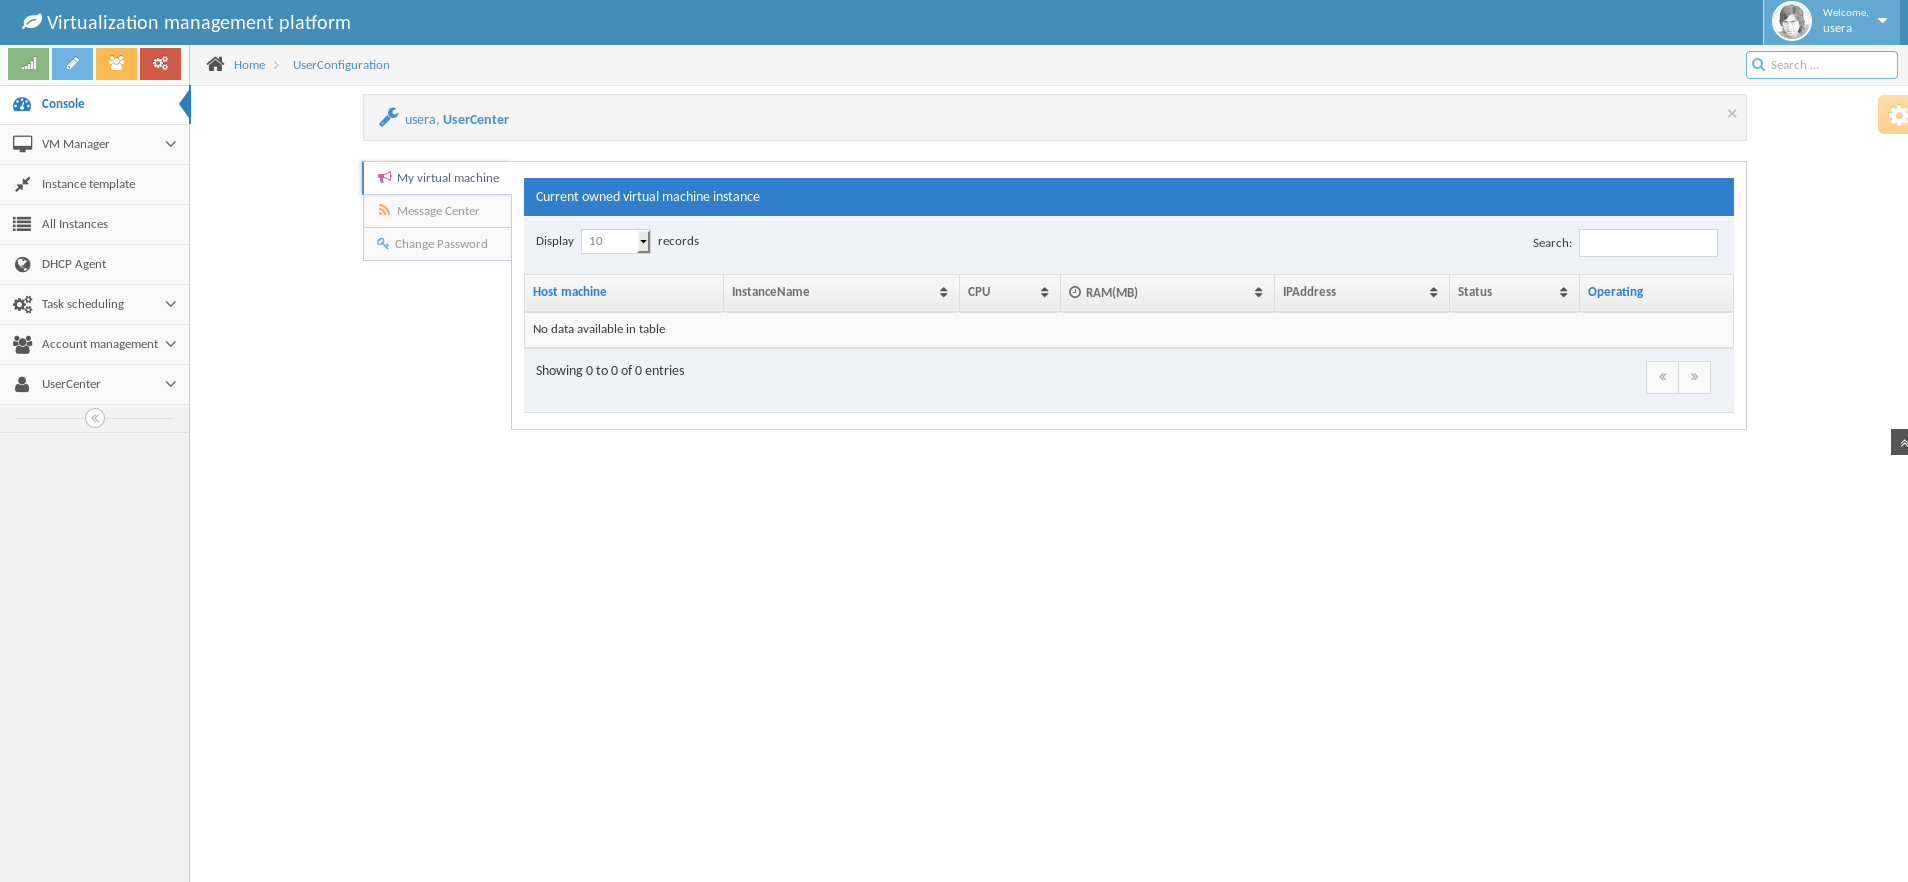 Virtualization management platform
Welcome,
usera
Home
UserConfiguration
Search ...
Console
VM Manager
Instance template
All Instances
DHCP Agent
Task scheduling
Account management
UserCenter
usera, UserCenter
×
My virtual machine
Message Center
Change Password
Current owned virtual machine instance
Display 10 records
Search:
Host machine InstanceName CPU RAM(MB) IPAddress Status Operating
No data available in table
Showing 0 to 0 of 0 entries